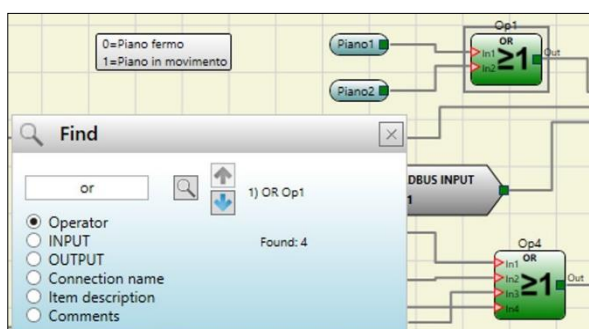 Op1
0=Piano fermo
1=Piano in movimento
Piano1
Piano2
OR
In1
In2
≥1
Out
Find
or
1) OR Op1
Found: 4
Operator
INPUT
OUTPUT
Connection name
Item description
Comments
DBUS INPUT
1
Op4
OR
In1
In2
In3
In4
≥1
Out